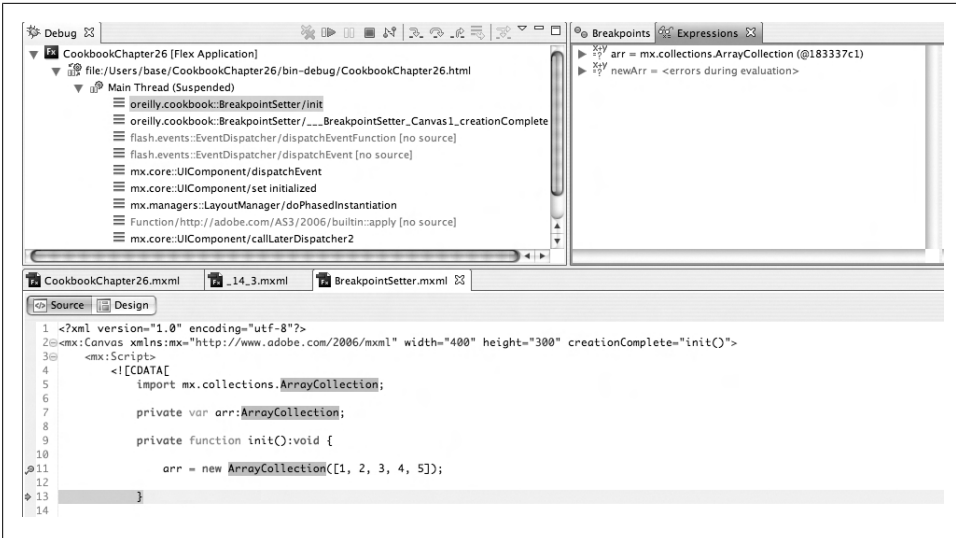 Debug
Breakpoints Expressions
CookbookChapter26 [Flex Application]
file:/Users/base/CookbookChapter26/bin-debug/CookbookChapter26.html
Main Thread (Suspended)
oreilly.cookbook::BreakpointSetter/init
oreilly.cookbook::BreakpointSetter/___BreakpointSetter_Canvas1_creationComplete
flash.events::EventDispatcher/dispatchEventFunction [no source]
flash.events::EventDispatcher/dispatchEvent [no source]
mx.core::UIComponent/dispatchEvent
mx.core::UIComponent/set initialized
mx.managers::LayoutManager/doPhasedInstantiation
Function/http://adobe.com/AS3/2006/builtin::apply [no source]
mx.core::UIComponent/callLaterDispatcher2
X+Y =? arr = mx.collections.ArrayCollection (@183337c1)
X+Y =? newArr = <errors during evaluation>
Fx CookbookChapter26.mxml Fx _14_3.mxml Fx BreakpointSetter.mxml
Source Design
1 <?xml version="1.0" encoding="utf-8"?>
2 <mx:Canvas xmlns:mx="http://www.adobe.com/2006/mxml" width="400" height="300" creationComplete="init()">
3 <mx:Script>
4 <![CDATA[
5 import mx.collections.ArrayCollection;
6
7 private var arr:ArrayCollection;
8
9 private function init():void {
10
11 arr = new ArrayCollection([1, 2, 3, 4, 5]);
12
13 }
14